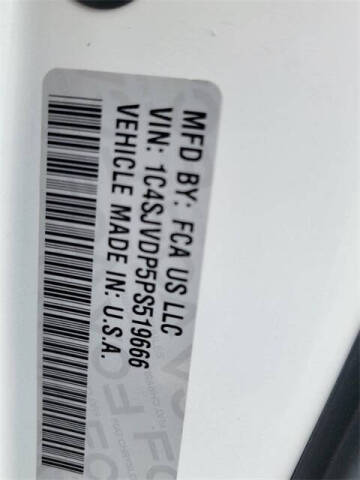 MFD BY: FCA US LLC
VIN: 1C4SJVDP5PS519666
VEHICLE MADE IN: U.S.A.